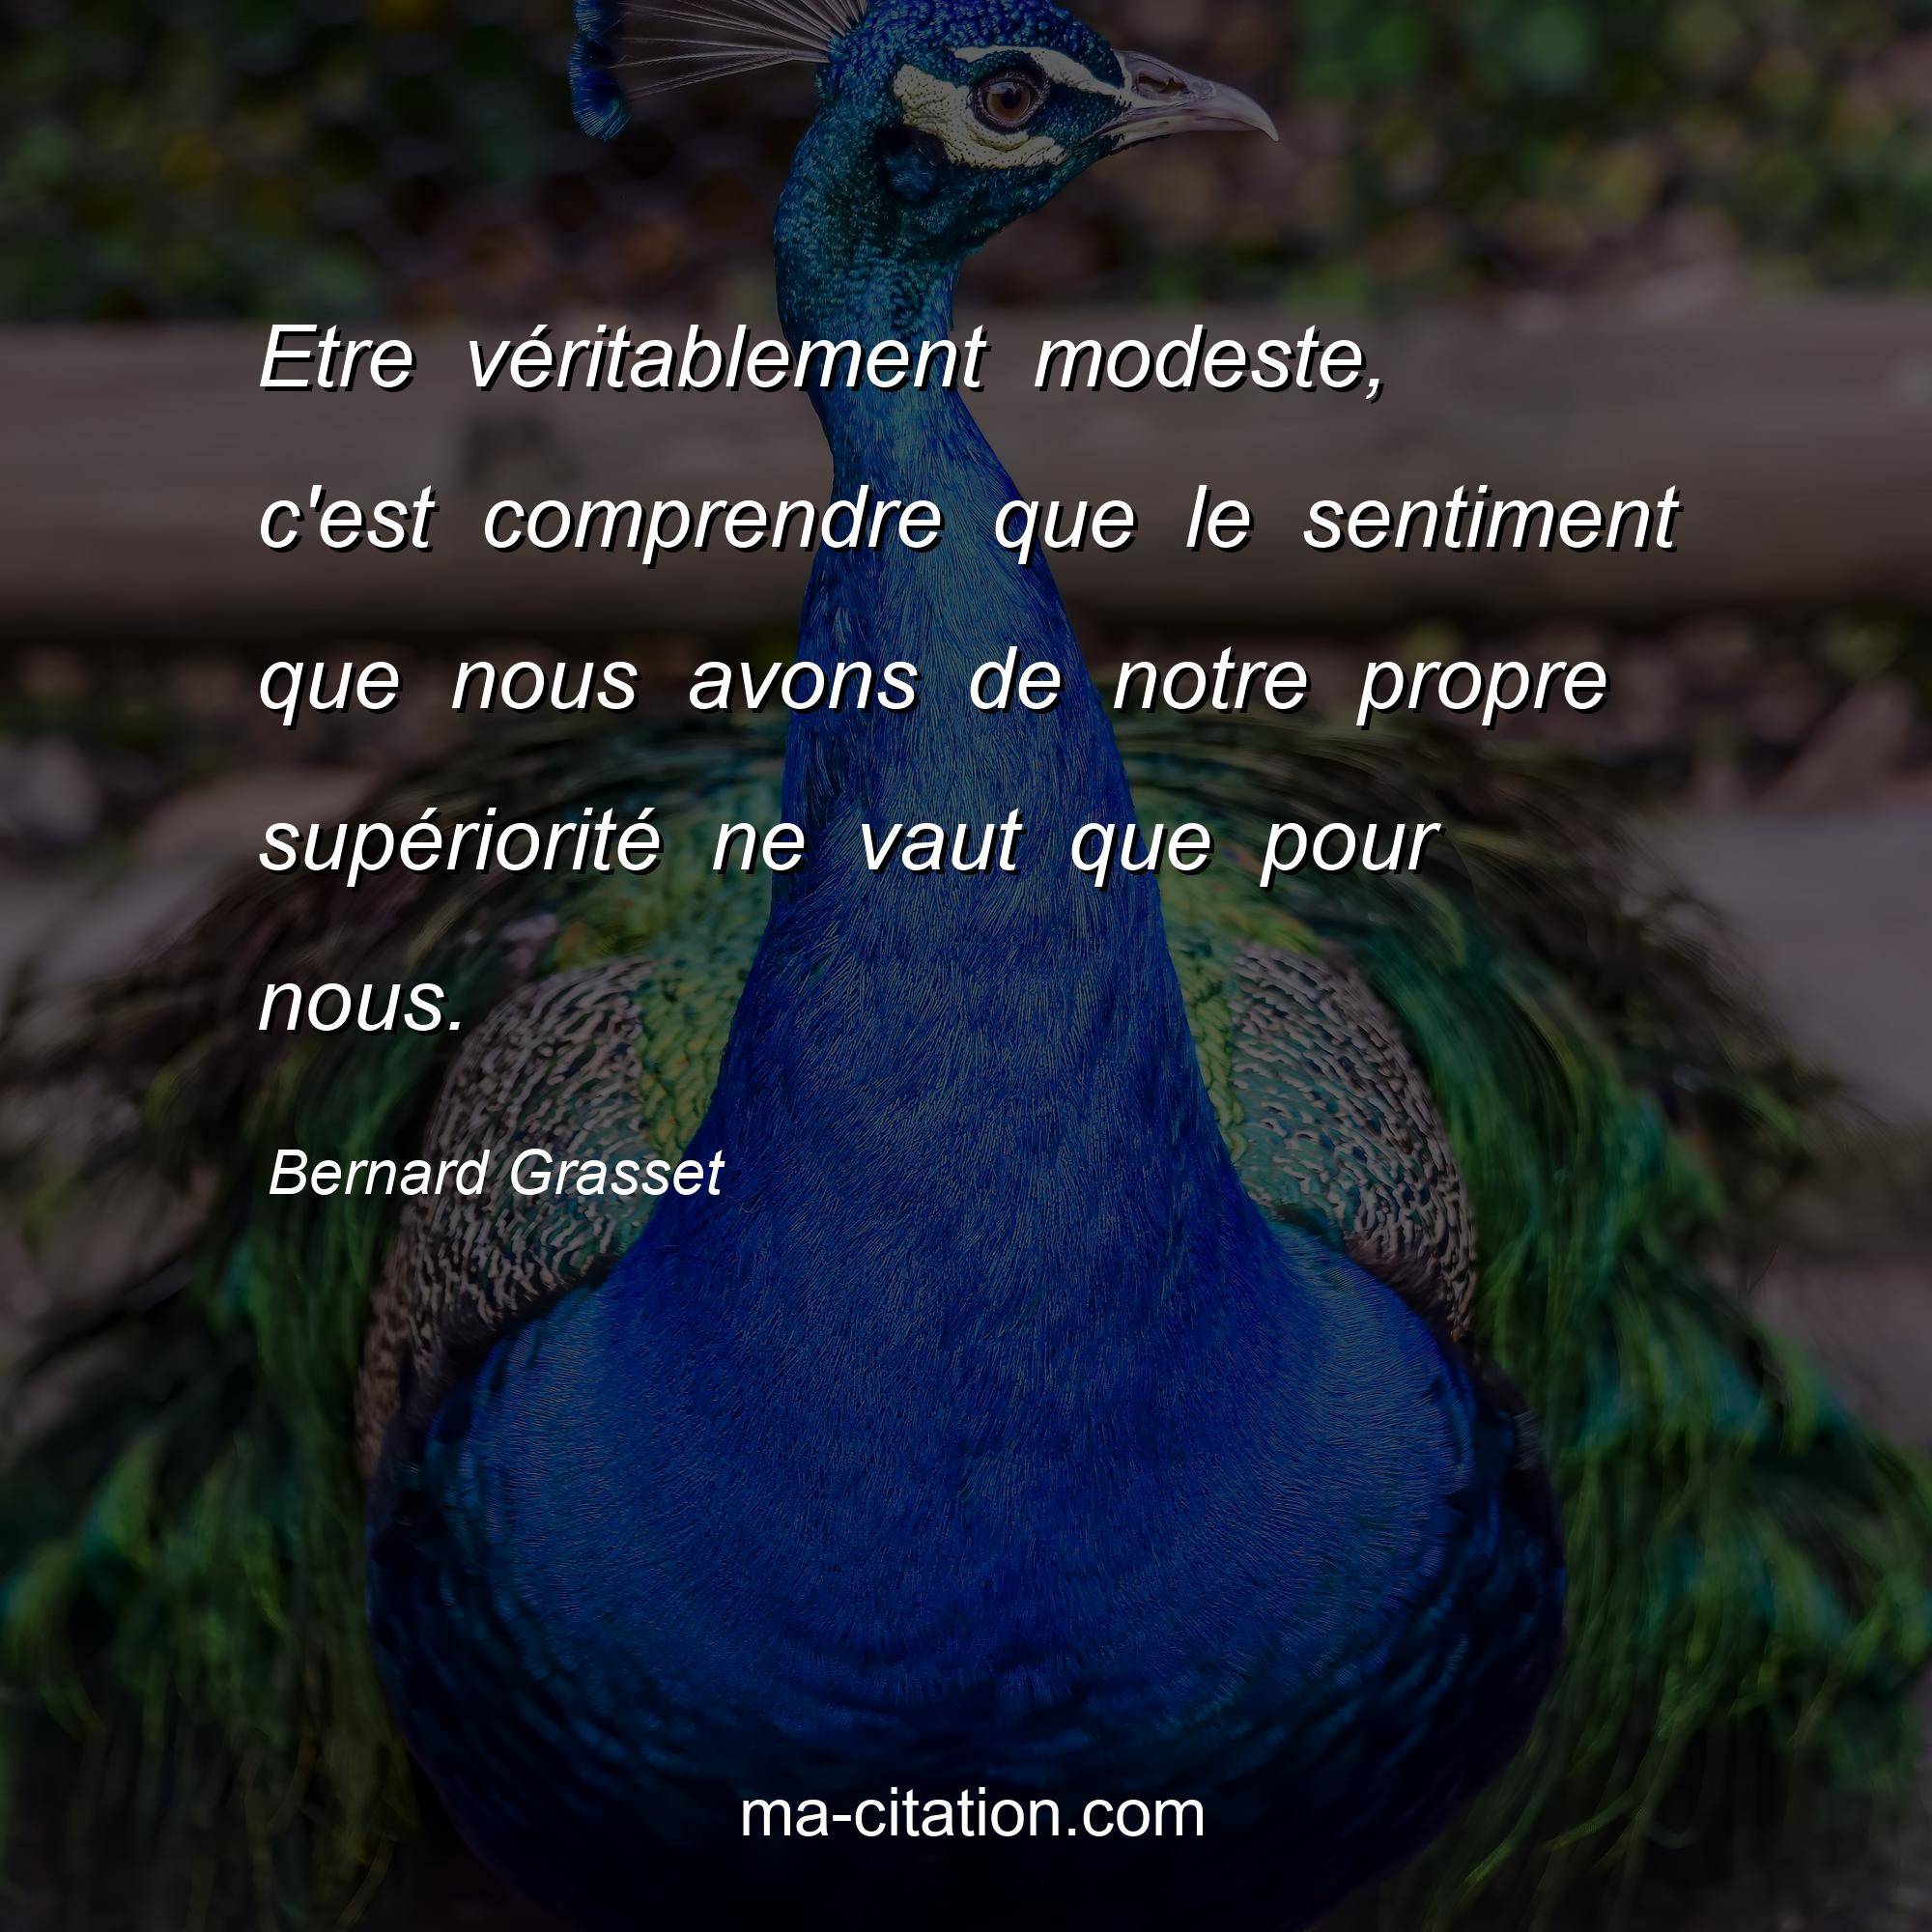 Etre véritablement modeste,
c'est comprendre que le sentiment
que nous avons de notre propre
supériorité ne vaut que pour
nous.
Bernard Grasset
ma-citation.com